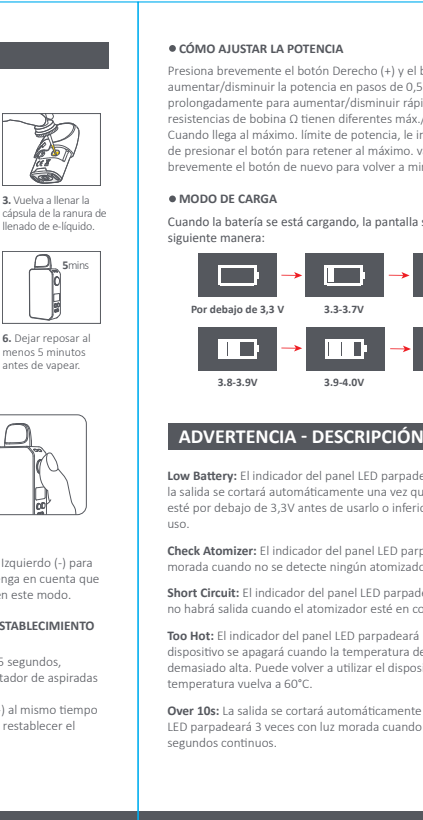 3. Vuelva a llenar la
cápsula de la ranura de
llenado de e-líquido.
5mins
6. Dejar reposar al
menos 5 minutos
antes de vapear.
Izquierdo (-) para
nga en cuenta que
en este modo.
STABLECIMIENTO
5 segundos,
tador de aspiradas
) al mismo tiempo
restablecer el
● CÓMO AJUSTAR LA POTENCIA
Presiona brevemente el botón Derecho (+) y el b
aumentar/disminuir la potencia en pasos de 0,5
prolongadamente para aumentar/disminuir rápi
resistencias de bobina Ω tienen diferentes máx./
Cuando llega al máximo. límite de potencia, le in
de presionar el botón para retener al máximo. v
brevemente el botón de nuevo para volver a mi
● MODO DE CARGA
Cuando la batería se está cargando, la pantalla s
siguiente manera:
Por debajo de 3,3 V
3.3-3.7V
3.8-3.9V
3.9-4.0V
ADVERTENCIA - DESCRIPCIÓN
Low Battery: El indicador del panel LED parpade
la salida se cortará automáticamente una vez qu
esté por debajo de 3,3V antes de usarlo o inferio
uso.
Check Atomizer: El indicador del panel LED parp
morada cuando no se detecte ningún atomizado
Short Circuit: El indicador del panel LED parpade
no habrá salida cuando el atomizador esté en co
Too Hot: El indicador del panel LED parpadeará
dispositivo se apagará cuando la temperatura de
demasiado alta. Puede volver a utilizar el dispos
temperatura vuelva a 60°C.
Over 10s: La salida se cortará automáticamente
LED parpadeará 3 veces con luz morada cuando
segundos continuos.